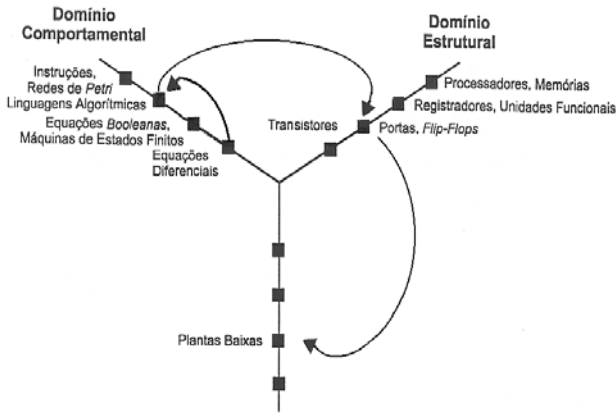 Domínio
Comportamental
Domínio
Estrutural
Instruções,
Redes de Petri
Linguagens Algorítmicas
Equações Booleanas,
Máquinas de Estados Finitos
Equações
Diferenciais
Processadores, Memórias
Registradores, Unidades Funcionais
Transistores
Portas, Flip-Flops
Plantas Baixas